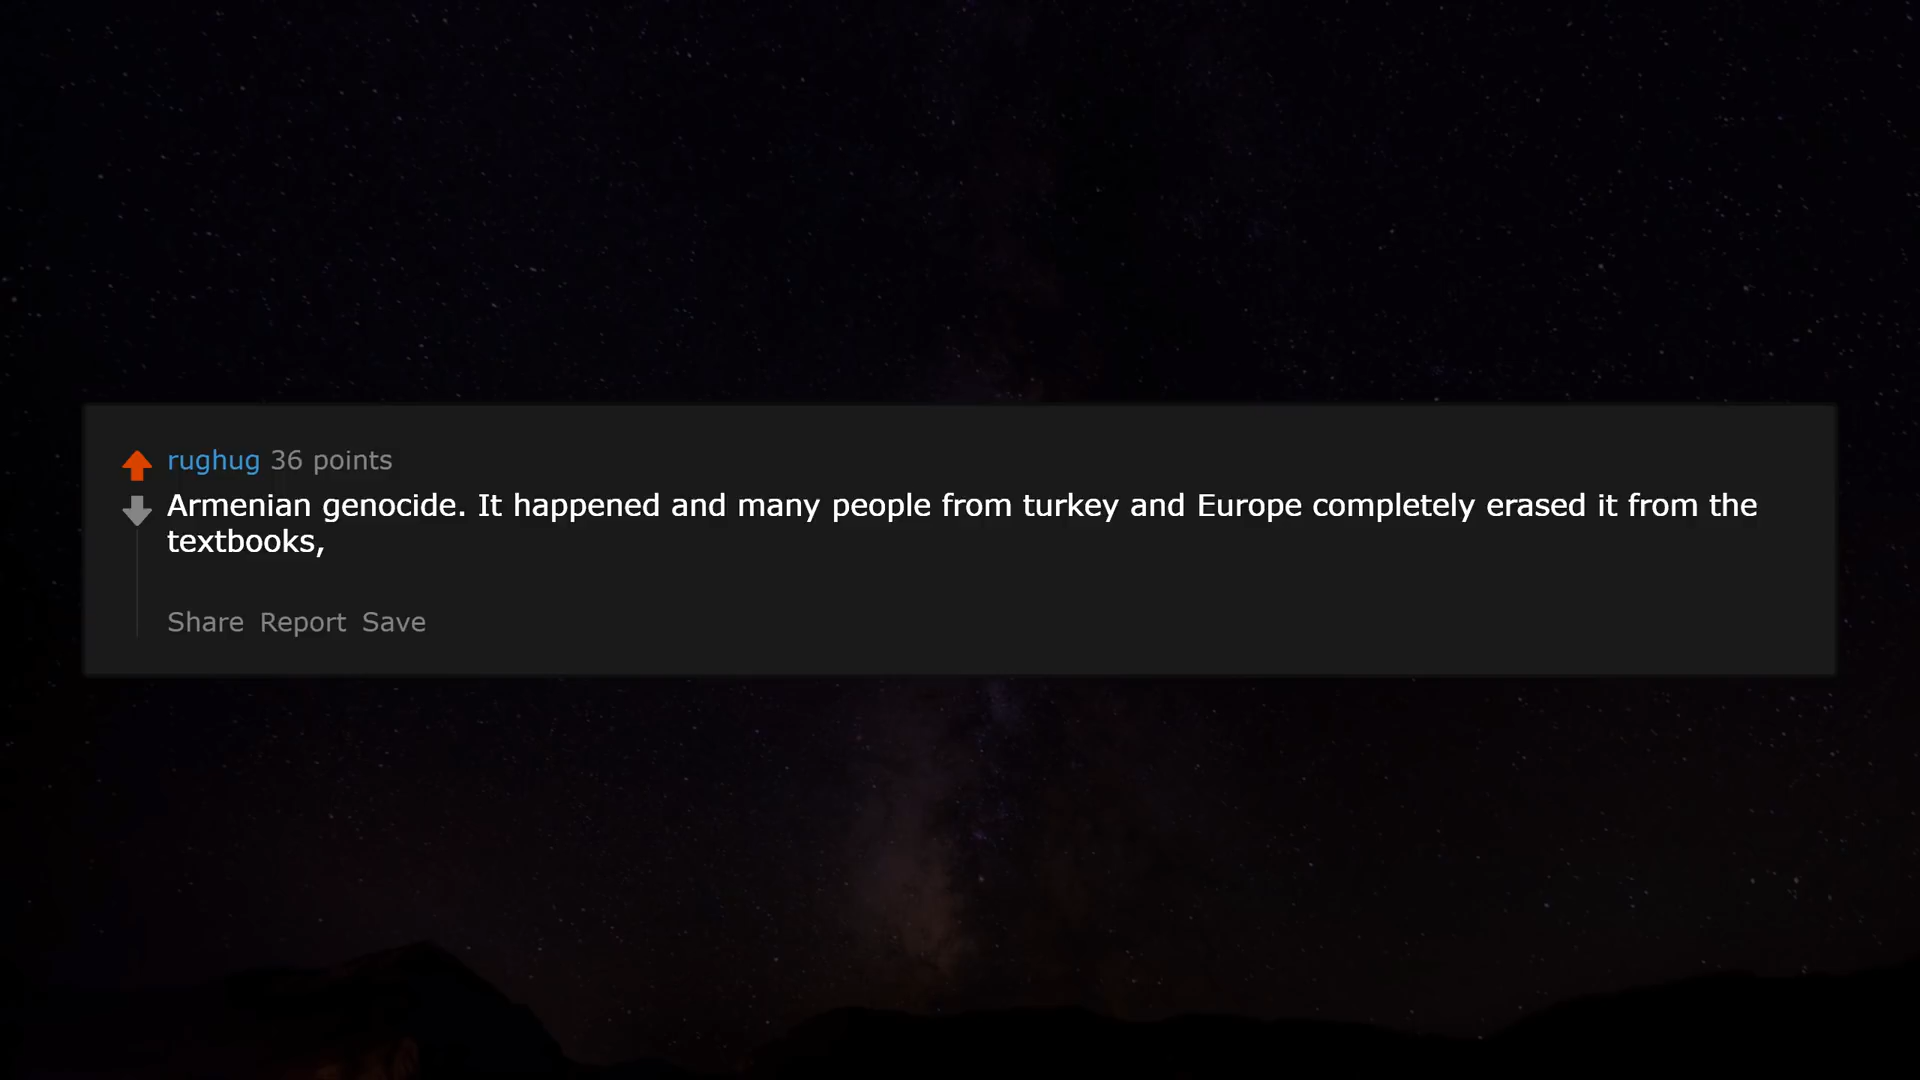 rughug 36 points
Armenian genocide. It happened and many people from turkey and Europe completely erased it from the
textbooks,
Share Report Save